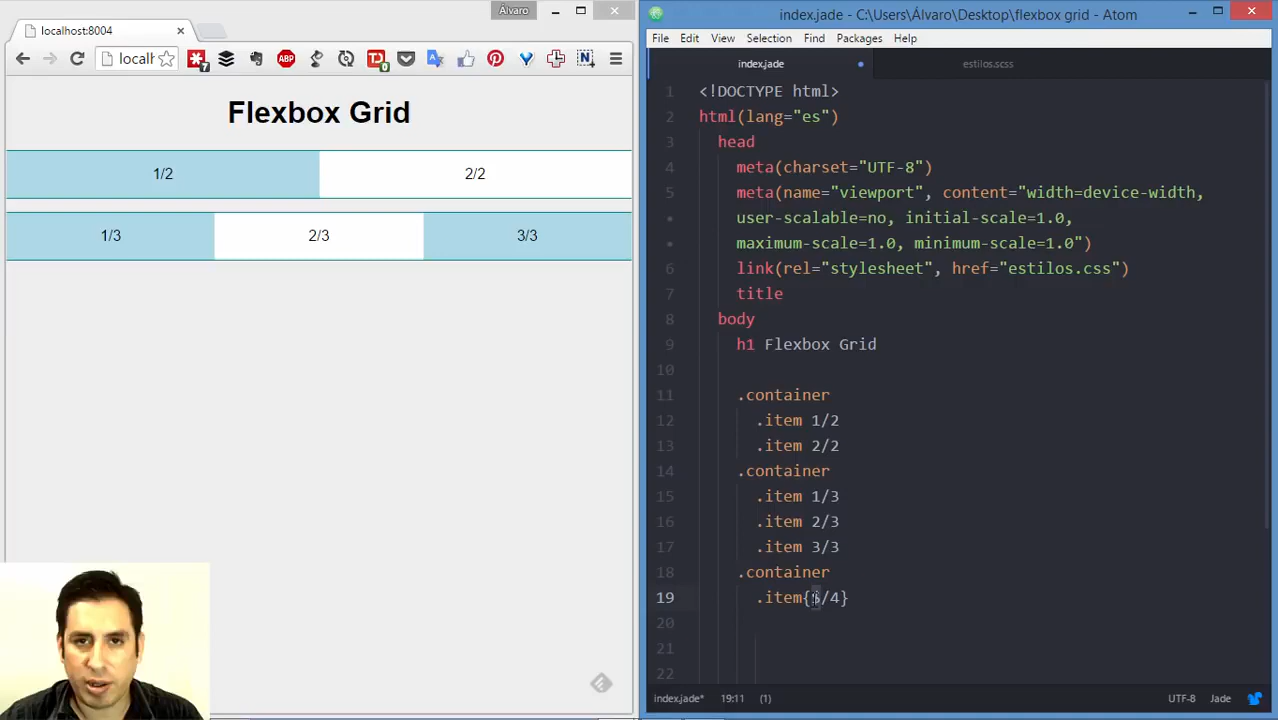 Álvaro
localhost:8004
localh
7
ABP
0
N
Flexbox Grid
1/2
2/2
1/3
2/3
3/3
index.jade - C:\Users\Álvaro\Desktop\flexbox grid - Atom
File Edit View Selection Find Packages Help
index.jade
estilos.scss
1 <!DOCTYPE html>
2 html(lang="es")
3 head
4 meta(charset="UTF-8")
5 meta(name="viewport", content="width=device-width,
• user-scalable=no, initial-scale=1.0,
• maximum-scale=1.0, minimum-scale=1.0")
6 link(rel="stylesheet", href="estilos.css")
7 title
8 body
9 h1 Flexbox Grid
10
11 .container
12 .item 1/2
13 .item 2/2
14 .container
15 .item 1/3
16 .item 2/3
17 .item 3/3
18 .container
19 .item{ /4}
20
21
22
index.jade* 19:11 (1) UTF-8 Jade